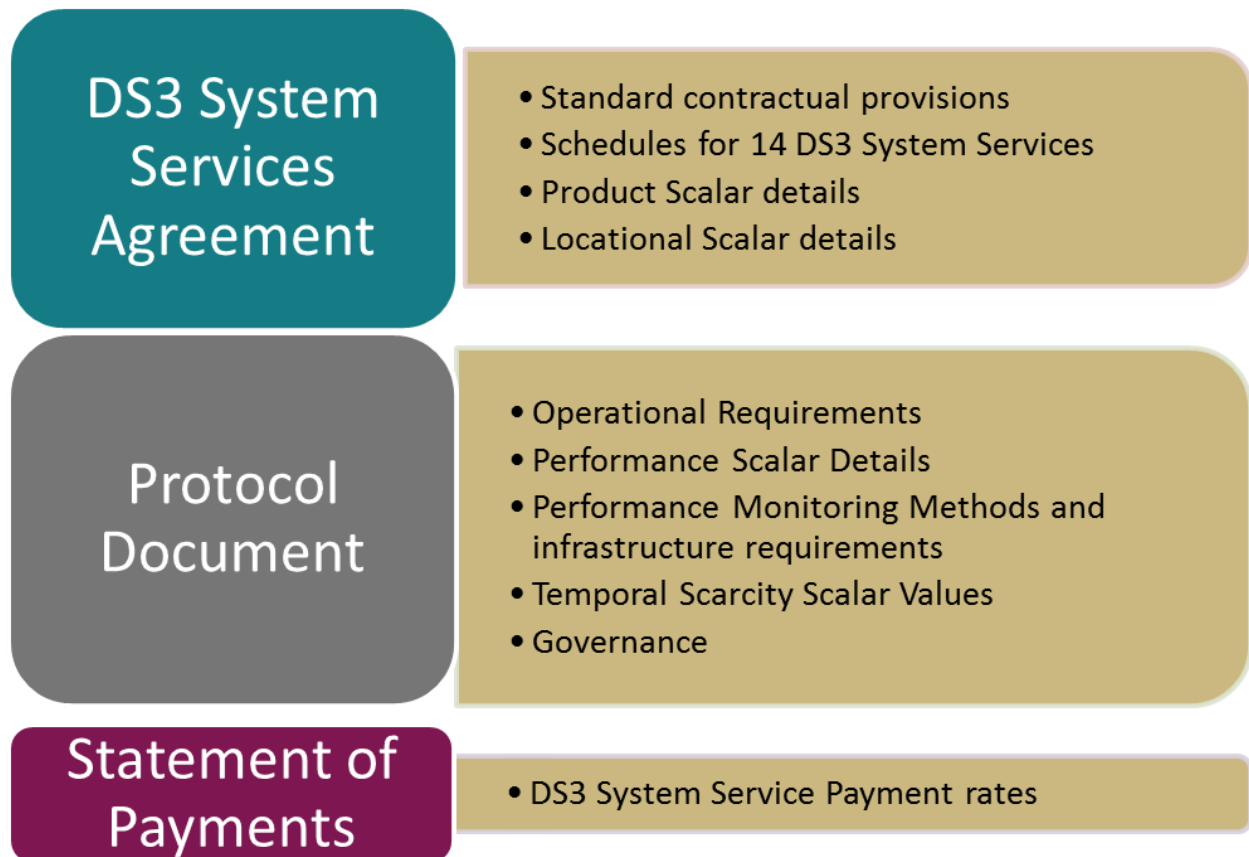 DS3 System
Services
Agreement
• Standard contractual provisions
• Schedules for 14 DS3 System Services
• Product Scalar details
• Locational Scalar details
Protocol
Document
• Operational Requirements
• Performance Scalar Details
• Performance Monitoring Methods and
infrastructure requirements
• Temporal Scarcity Scalar Values
• Governance
Statement of
Payments
• DS3 System Service Payment rates